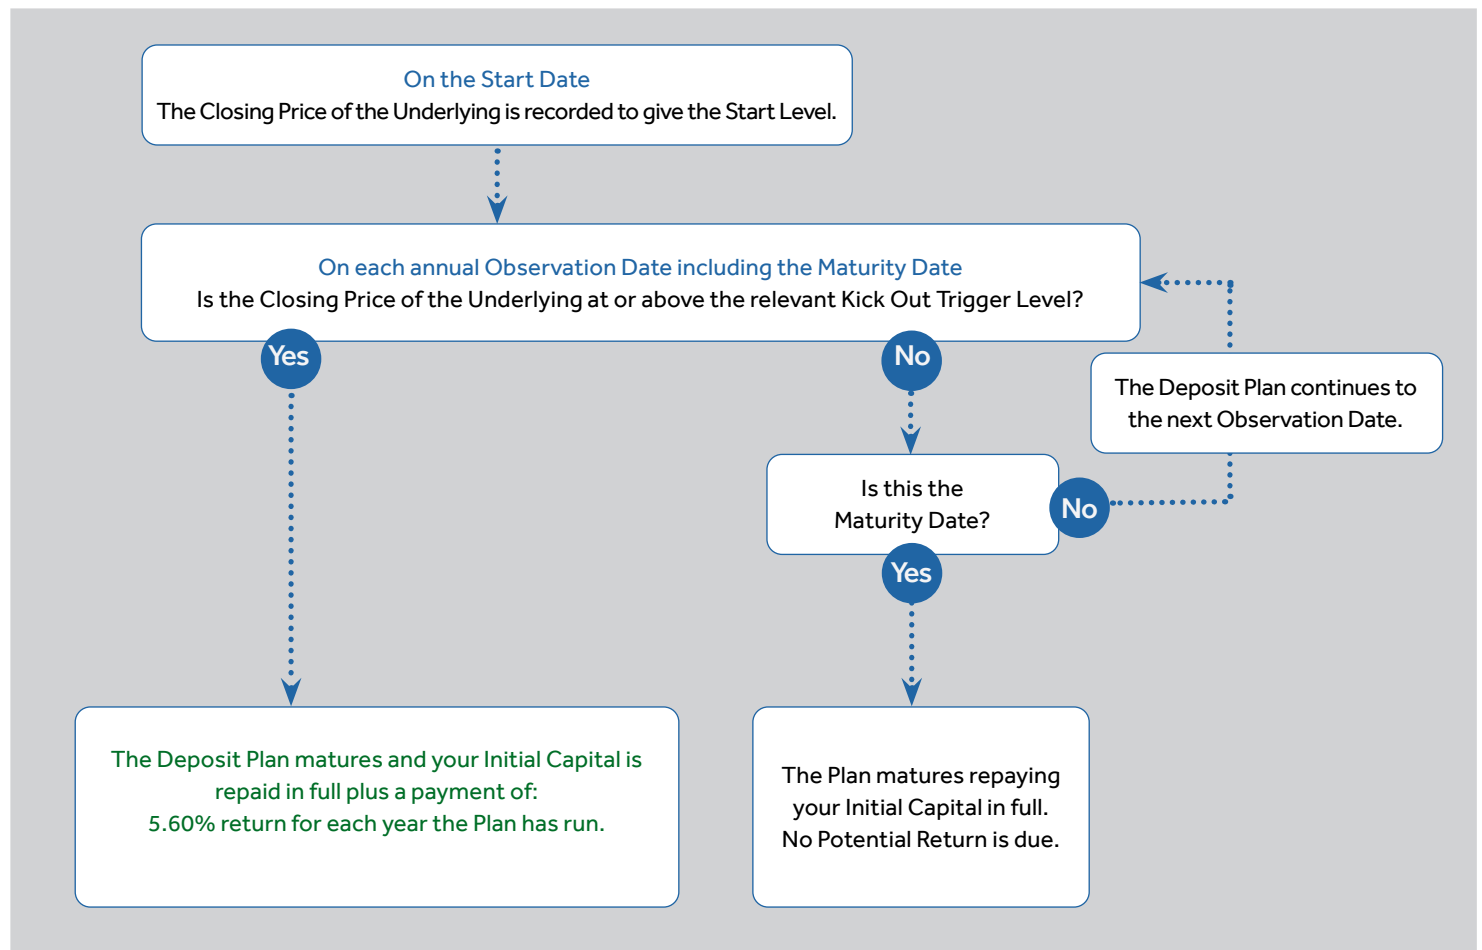 On the Start Date
The Closing Price of the Underlying is recorded to give the Start Level.
On each annual Observation Date including the Maturity Date
Is the Closing Price of the Underlying at or above the relevant Kick Out Trigger Level?
Yes
No
The Deposit Plan continues to
the next Observation Date.
Is this the
Maturity Date?
No
Yes
The Deposit Plan matures and your Initial Capital is
repaid in full plus a payment of:
5.60% return for each year the Plan has run.
The Plan matures repaying
your Initial Capital in full.
No Potential Return is due.